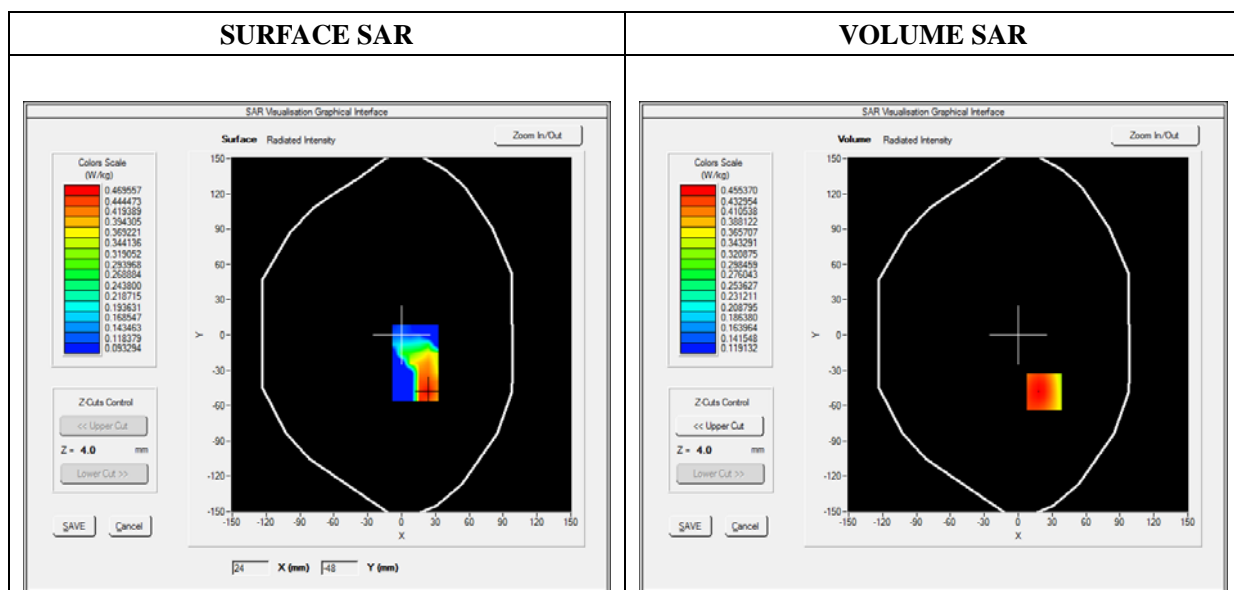 SURFACE SAR
VOLUME SAR
SAR Visualisation Graphical Interface
Surface Radiated Intensity
Zoom In/Out
Colors Scale
(W/kg)
0.469557
0.444473
0.419389
0.394305
0.369221
0.344136
0.319052
0.293968
0.268884
0.243800
0.218715
0.193631
0.168547
0.143463
0.118379
0.093294
Z-Cuts Control
<< Upper Cut
Z = 4.0 mm
Lower Cut >>
SAVE Cancel
150
120
90
60
30
0
-30
-60
-90
-120
-150
Y
-150 -120 -90 -60 -30 0 30 60 90 120 150
X
24 X (mm) -48 Y (mm)
SAR Visualisation Graphical Interface
Volume Radiated Intensity
Zoom In/Out
Colors Scale
(W/kg)
0.455370
0.432954
0.410538
0.388122
0.365707
0.343291
0.320875
0.298459
0.276043
0.253627
0.231211
0.208795
0.186380
0.163964
0.141548
0.119132
Z-Cuts Control
<< Upper Cut
Z = 4.0 mm
Lower Cut >>
SAVE Cancel
150
120
90
60
30
0
-30
-60
-90
-120
-150
Y
-150 -120 -90 -60 -30 0 30 60 90 120 150
X